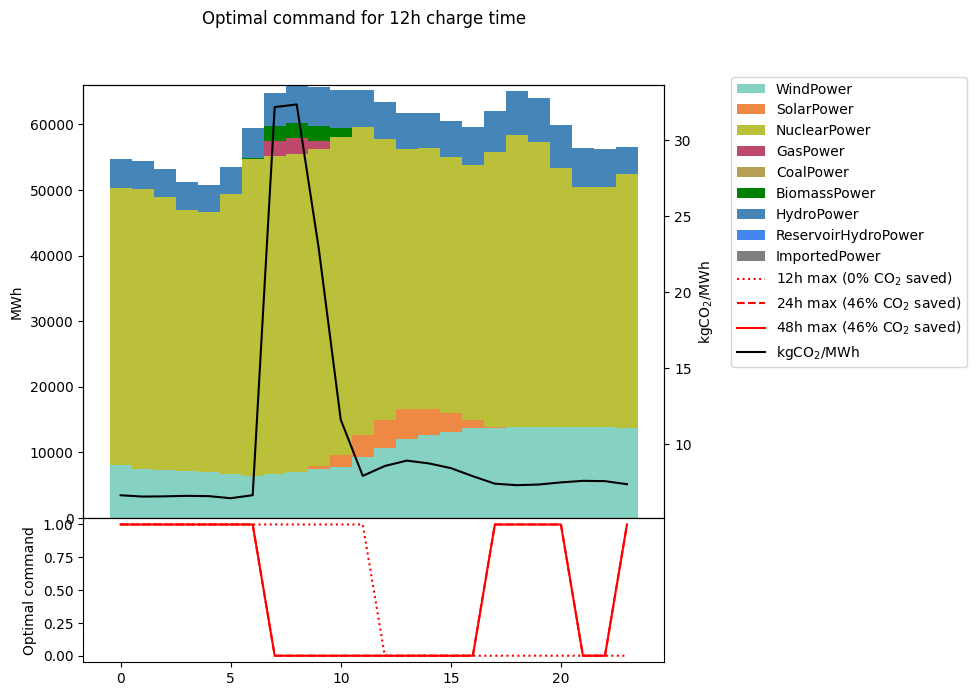 Optimal command for 12h charge time
MWh
60000
50000
40000
30000
20000
10000
0
kgCO₂/MWh
30
25
20
15
10
WindPower
SolarPower
NuclearPower
GasPower
CoalPower
BiomassPower
HydroPower
ReservoirHydroPower
ImportedPower
12h max (0% CO₂ saved)
24h max (46% CO₂ saved)
48h max (46% CO₂ saved)
kgCO₂/MWh
Optimal command
1.00
0.75
0.50
0.25
0.00
0 5 10 15 20